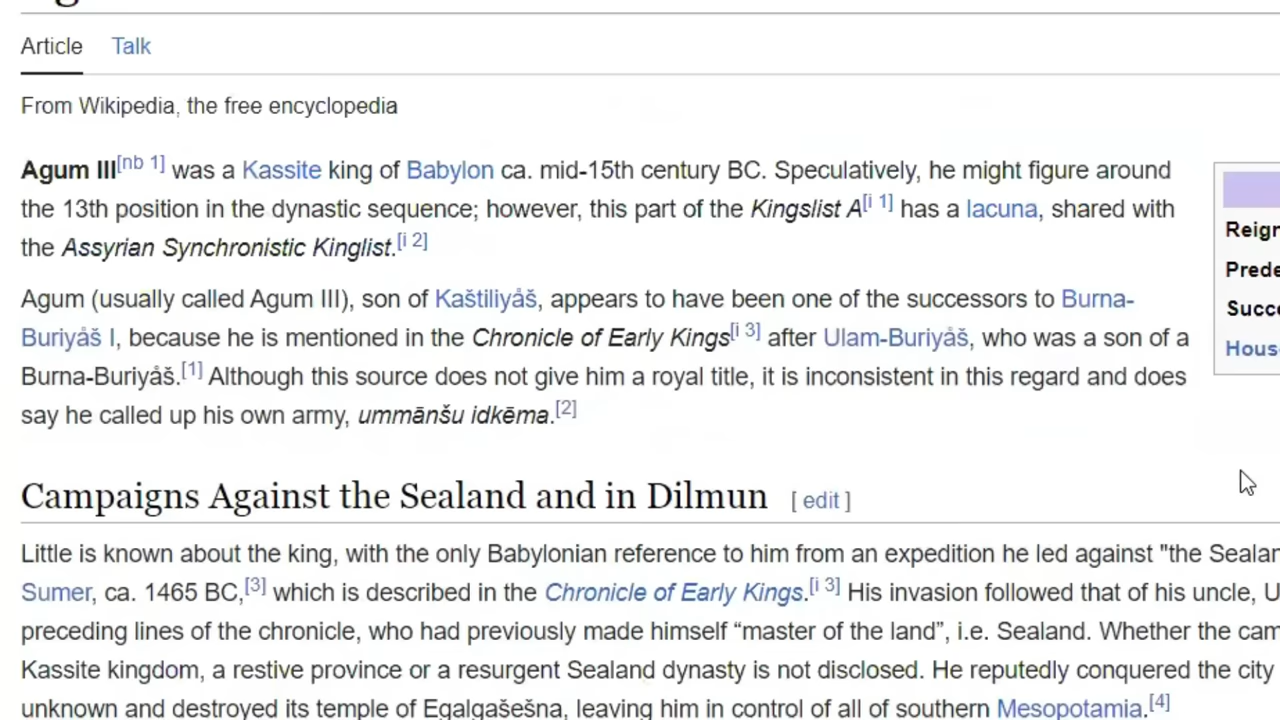 Article Talk
From Wikipedia, the free encyclopedia
Agum III[nb 1] was a Kassite king of Babylon ca. mid-15th century BC. Speculatively, he might figure around
the 13th position in the dynastic sequence; however, this part of the Kingslist A[i 1] has a lacuna, shared with
the Assyrian Synchronistic Kinglist.[i 2]
Agum (usually called Agum III), son of Kaštiliyåš, appears to have been one of the successors to Burna-
Buriyåš I, because he is mentioned in the Chronicle of Early Kings[i 3] after Ulam-Buriyåš, who was a son of a
Burna-Buriyåš.[1] Although this source does not give him a royal title, it is inconsistent in this regard and does
say he called up his own army, ummānšu idkēma.[2]
Reign
Prede
Succe
Hous
Campaigns Against the Sealand and in Dilmun [ edit ]
Little is known about the king, with the only Babylonian reference to him from an expedition he led against "the Sealan
Sumer, ca. 1465 BC,[3] which is described in the Chronicle of Early Kings.[i 3] His invasion followed that of his uncle, U
preceding lines of the chronicle, who had previously made himself “master of the land”, i.e. Sealand. Whether the cam
Kassite kingdom, a restive province or a resurgent Sealand dynasty is not disclosed. He reputedly conquered the city
unknown and destroyed its temple of Egalgašešna, leaving him in control of all of southern Mesopotamia.[4]